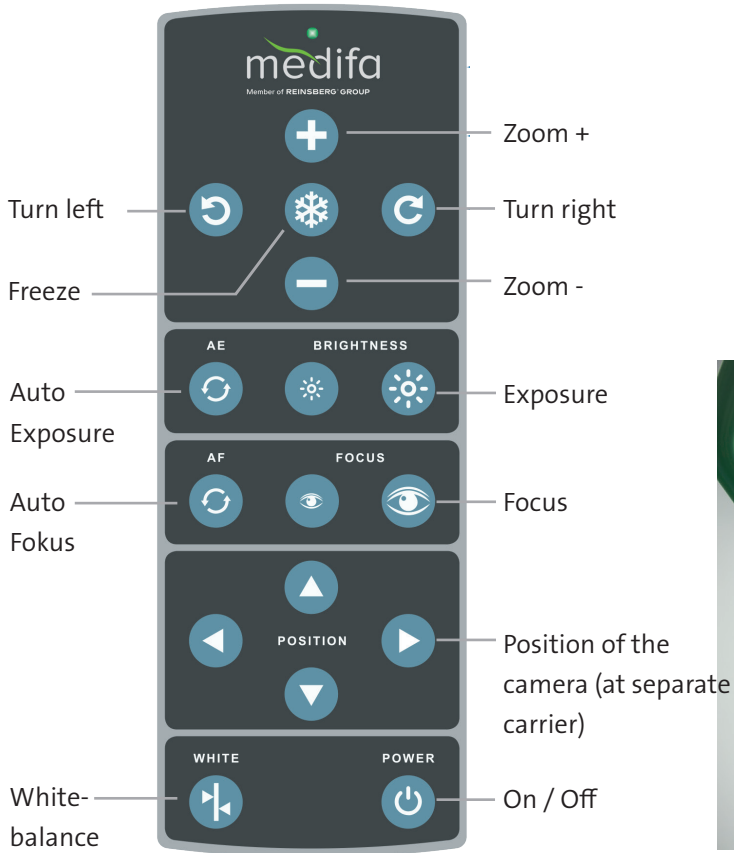 medifa
Member of REINSBERG® GROUP
Zoom +
Turn left
Turn right
Freeze
Zoom -
AE
BRIGHTNESS
Auto
Exposure
Exposure
AF
FOCUS
Auto
Fokus
Focus
POSITION
Position of the
camera (at separate
carrier)
WHITE
POWER
White-
balance
On / Off